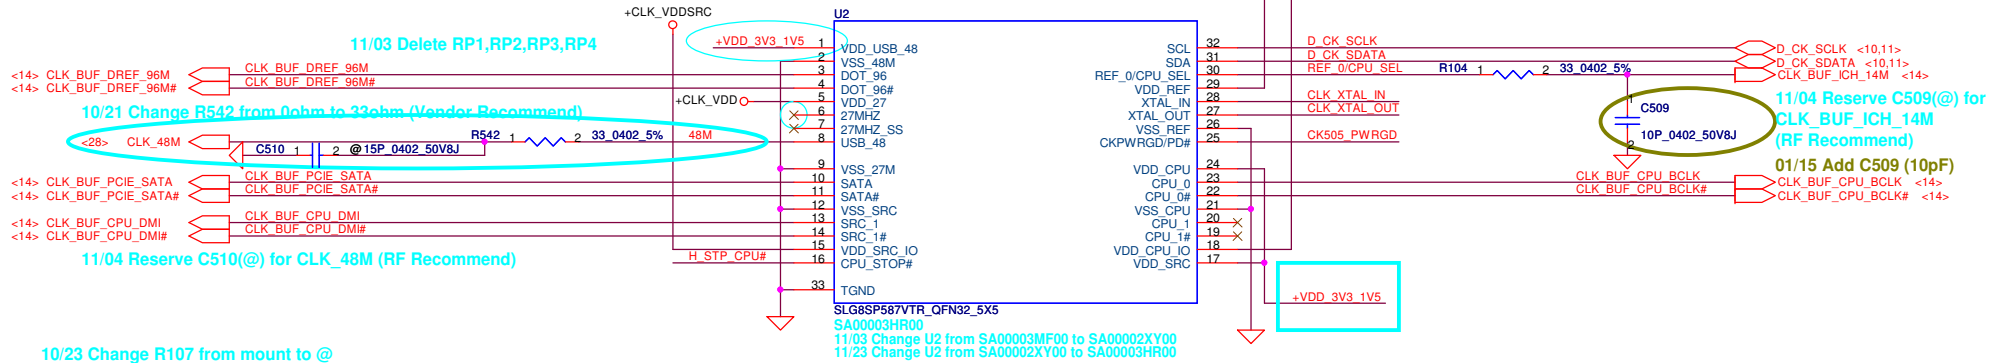 +CLK_VDDSRC
U2
11/03 Delete RP1,RP2,RP3,RP4
+VDD_3V3_1V5 1 VDD_USB_48
2 VSS_48M
<14> CLK_BUF_DREF_96M CLK_BUF_DREF_96M 3 DOT_96
<14> CLK_BUF_DREF_96M# CLK_BUF_DREF_96M# 4 DOT_96#
+CLK_VDD 5 VDD_27
10/21 Change R542 from 0ohm to 33ohm (Vendor Recommend)
6 27MHZ
7 27MHZ_SS
<28> CLK_48M R542 1 2 33_0402_5% 48M 8 USB_48
C510 1 2 @ 15P_0402_50V8J
9 VSS_27M
<14> CLK_BUF_PCIE_SATA CLK_BUF_PCIE_SATA 10 SATA
<14> CLK_BUF_PCIE_SATA# CLK_BUF_PCIE_SATA# 11 SATA#
12 VSS_SRC
<14> CLK_BUF_CPU_DMI CLK_BUF_CPU_DMI 13 SRC_1
<14> CLK_BUF_CPU_DMI# CLK_BUF_CPU_DMI# 14 SRC_1#
15 VDD_SRC_IO
11/04 Reserve C510(@) for CLK_48M (RF Recommend)
H_STP_CPU# 16 CPU_STOP#
33 TGND
SCL 32 D_CK_SCLK D_CK_SCLK <10,11>
SDA 31 D_CK_SDATA D_CK_SDATA <10,11>
REF_0/CPU_SEL 30 REF_0/CPU_SEL R104 1 2 33_0402_5% CLK_BUF_ICH_14M <14>
VDD_REF 29
XTAL_IN 28 CLK_XTAL_IN
XTAL_OUT 27 CLK_XTAL_OUT
VSS_REF 26
CKPWRGD/PD# 25 CK505_PWRGD
1
C509
10P_0402_50V8J
2
11/04 Reserve C509(@) for
CLK_BUF_ICH_14M
(RF Recommend)
01/15 Add C509 (10pF)
VDD_CPU 24
CPU_0 23 CLK_BUF_CPU_BCLK CLK_BUF_CPU_BCLK <14>
CPU_0# 22 CLK_BUF_CPU_BCLK# CLK_BUF_CPU_BCLK# <14>
VSS_CPU 21
CPU_1 20
CPU_1# 19
VDD_CPU_IO 18
VDD_SRC 17
+VDD_3V3_1V5
SLG8SP587VTR_QFN32_5X5
SA00003HR00
11/03 Change U2 from SA00003MF00 to SA00002XY00
11/23 Change U2 from SA00002XY00 to SA00003HR00
10/23 Change R107 from mount to @